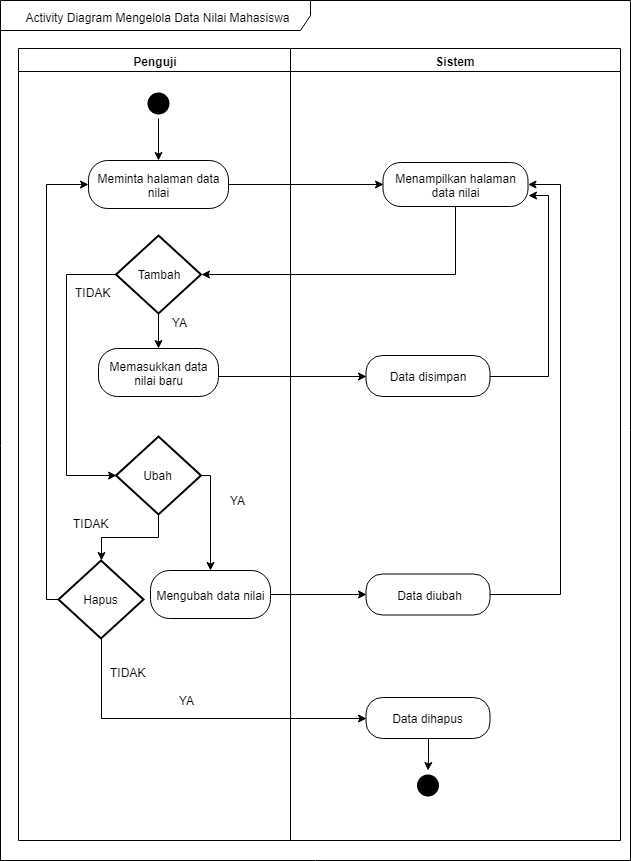 Activity Diagram Mengelola Data Nilai Mahasiswa
Penguji
Sistem
Meminta halaman data
nilai
Menampilkan halaman
data nilai
Tambah
TIDAK
YA
Memasukkan data
nilai baru
Data disimpan
Ubah
YA
TIDAK
Hapus
Mengubah data nilai
Data diubah
TIDAK
YA
Data dihapus